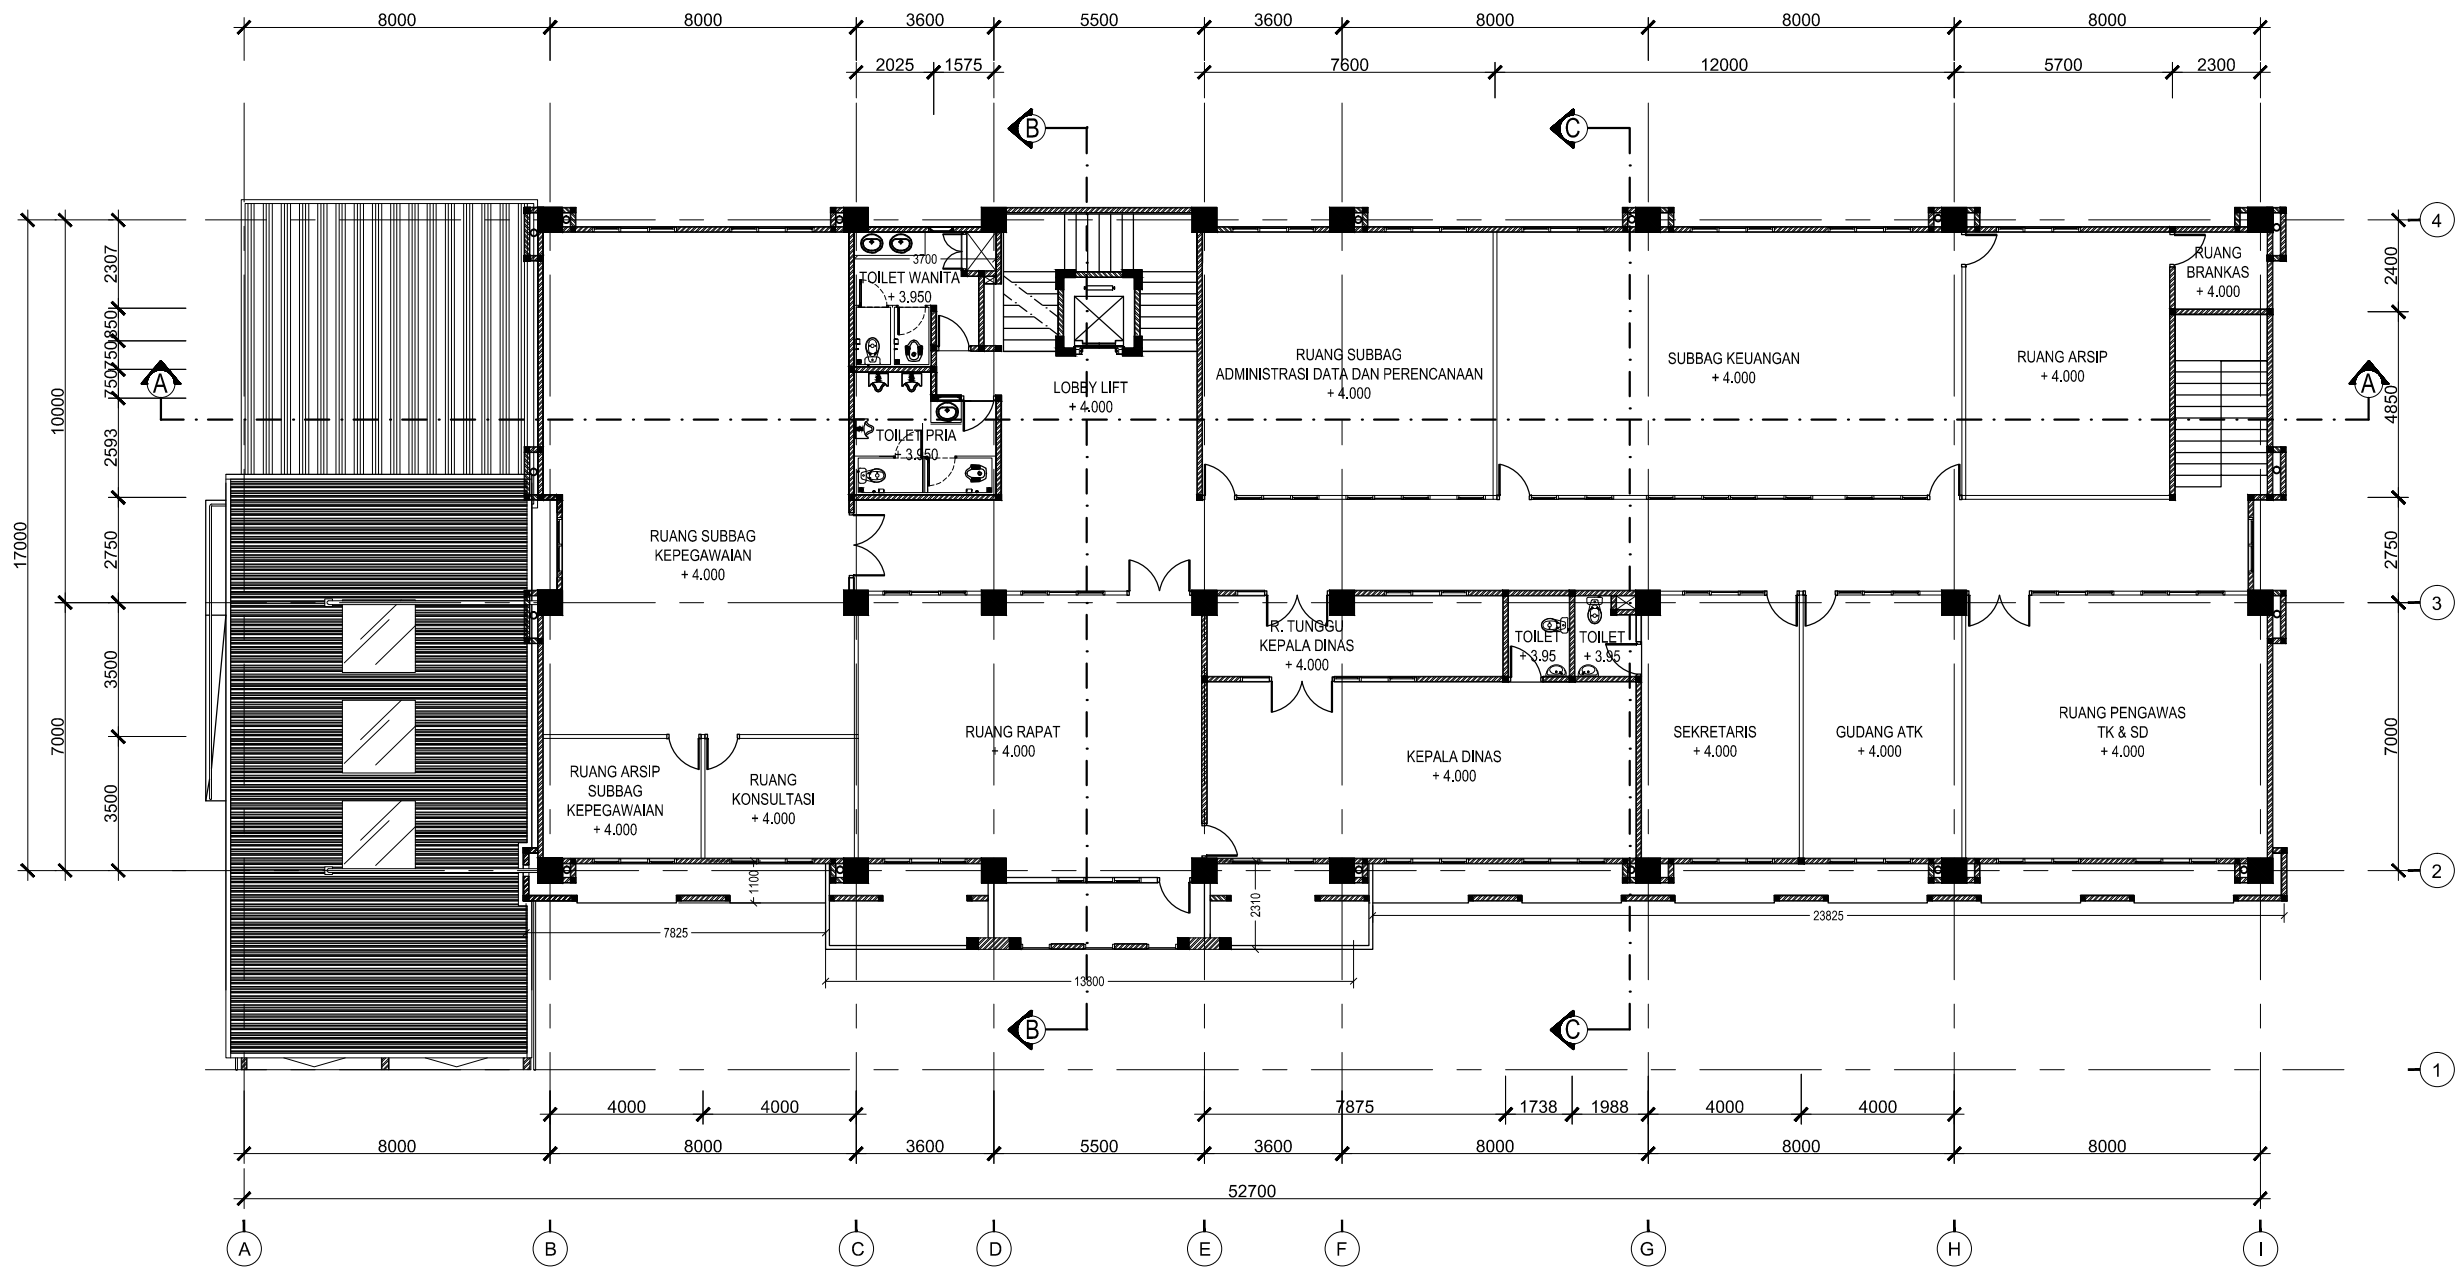 8000 8000 3600 5500 3600 8000 8000 8000
2025 1575 7600 12000 5700 2300
B C
4
2307
850
750
750
2593
2750
3500
3500
10000
7000
17000
2400
4850
2750
7000
3700
TOILET WANITA
+ 3.950
RUANG
BRANKAS
+ 4.000
A A
RUANG SUBBAG
ADMINISTRASI DATA DAN PERENCANAAN
+ 4.000
SUBBAG KEUANGAN
+ 4.000
RUANG ARSIP
+ 4.000
LOBBY LIFT
+ 4.000
TOILET PRIA
+ 3.950
RUANG SUBBAG
KEPEGAWAIAN
+ 4.000
3
R. TUNGGU
KEPALA DINAS
+ 4.000
TOILET
+ 3.95
TOILET
+ 3.95
RUANG RAPAT
+ 4.000
KEPALA DINAS
+ 4.000
SEKRETARIS
+ 4.000
GUDANG ATK
+ 4.000
RUANG PENGAWAS
TK & SD
+ 4.000
RUANG ARSIP
SUBBAG
KEPEGAWAIAN
+ 4.000
RUANG
KONSULTASI
+ 4.000
2
1100
2310
7825
23825
13800
B C
1
4000 4000 7875 1738 1988 4000 4000
8000 8000 3600 5500 3600 8000 8000 8000
52700
A B C D E F G H I